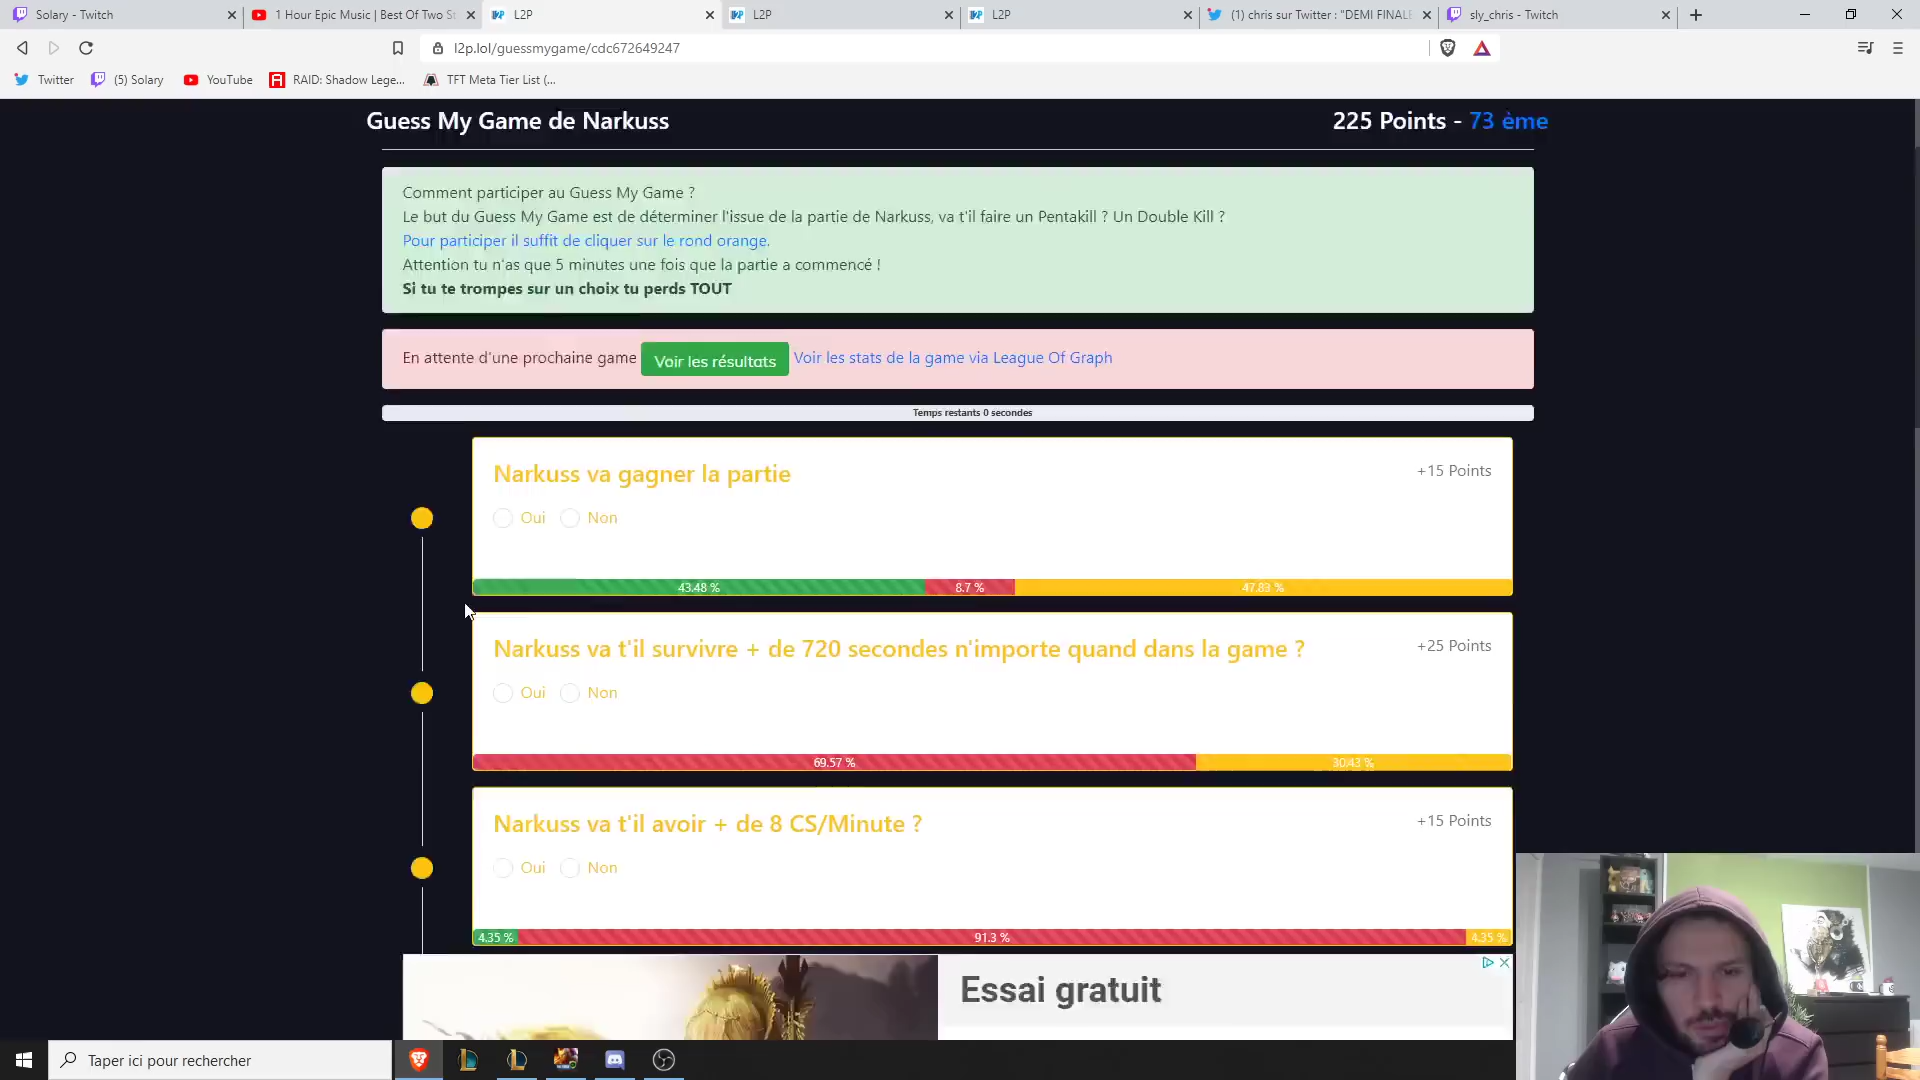 Solary - Twitch
1 Hour Epic Music | Best Of Two St
L2P
L2P
L2P
(1) chris sur Twitter : "DEMI FINALE
sly_chris - Twitch
l2p.lol/guessmygame/cdc672649247
Twitter
(5) Solary
YouTube
RAID: Shadow Lege...
TFT Meta Tier List (...
Guess My Game de Narkuss
225 Points - 73 ème
Comment participer au Guess My Game ?
Le but du Guess My Game est de déterminer l'issue de la partie de Narkuss, va t'il faire un Pentakill ? Un Double Kill ?
Pour participer il suffit de cliquer sur le rond orange.
Attention tu n'as que 5 minutes une fois que la partie a commencé !
Si tu te trompes sur un choix tu perds TOUT
En attente d'une prochaine game Voir les résultats Voir les stats de la game via League Of Graph
Temps restants 0 secondes
Narkuss va gagner la partie
+15 Points
Oui Non
43.48 % 8.7 % 47.83 %
Narkuss va t'il survivre + de 720 secondes n'importe quand dans la game ?
+25 Points
Oui Non
69.57 % 30.43 %
Narkuss va t'il avoir + de 8 CS/Minute ?
+15 Points
Oui Non
4.35 % 91.3 % 4.35 %
Essai gratuit
Taper ici pour rechercher